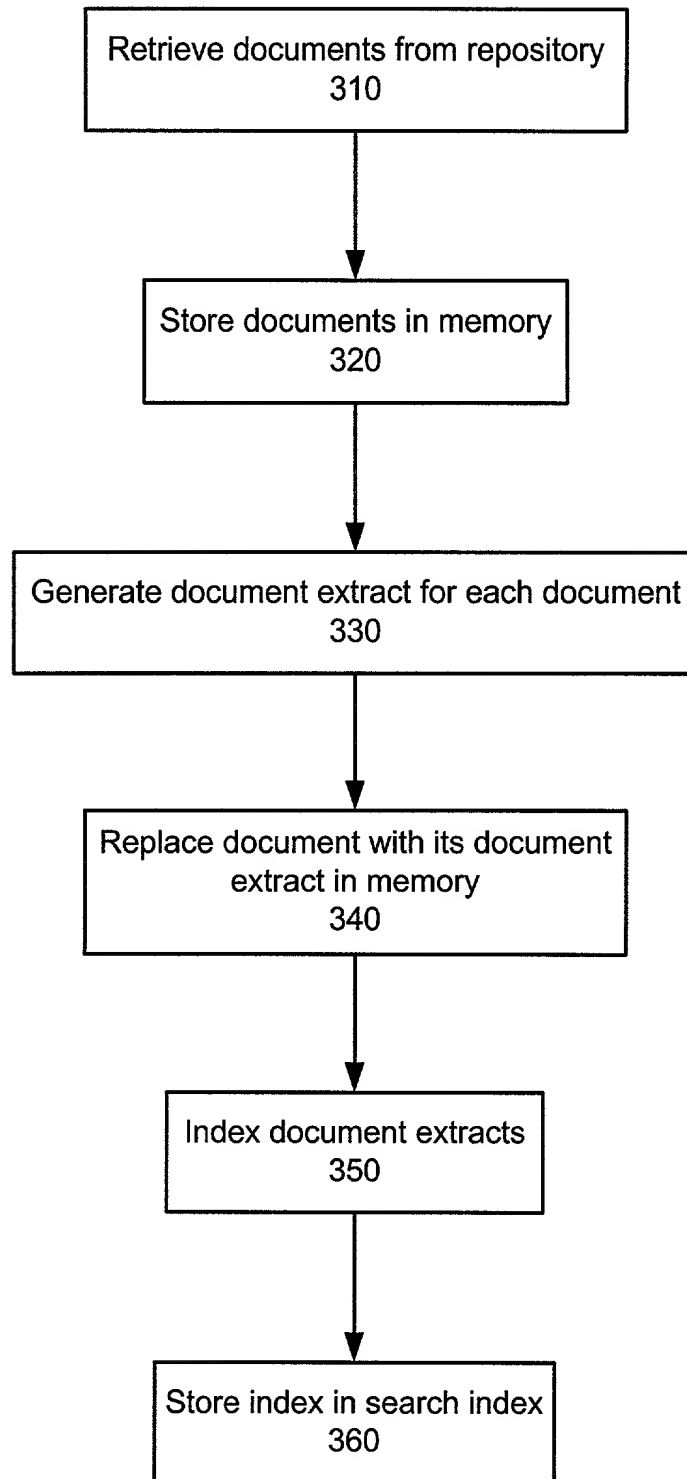 Retrieve documents from repository
310
Store documents in memory
320
Generate document extract for each document
330
Replace document with its document
extract in memory
340
Index document extracts
350
Store index in search index
360